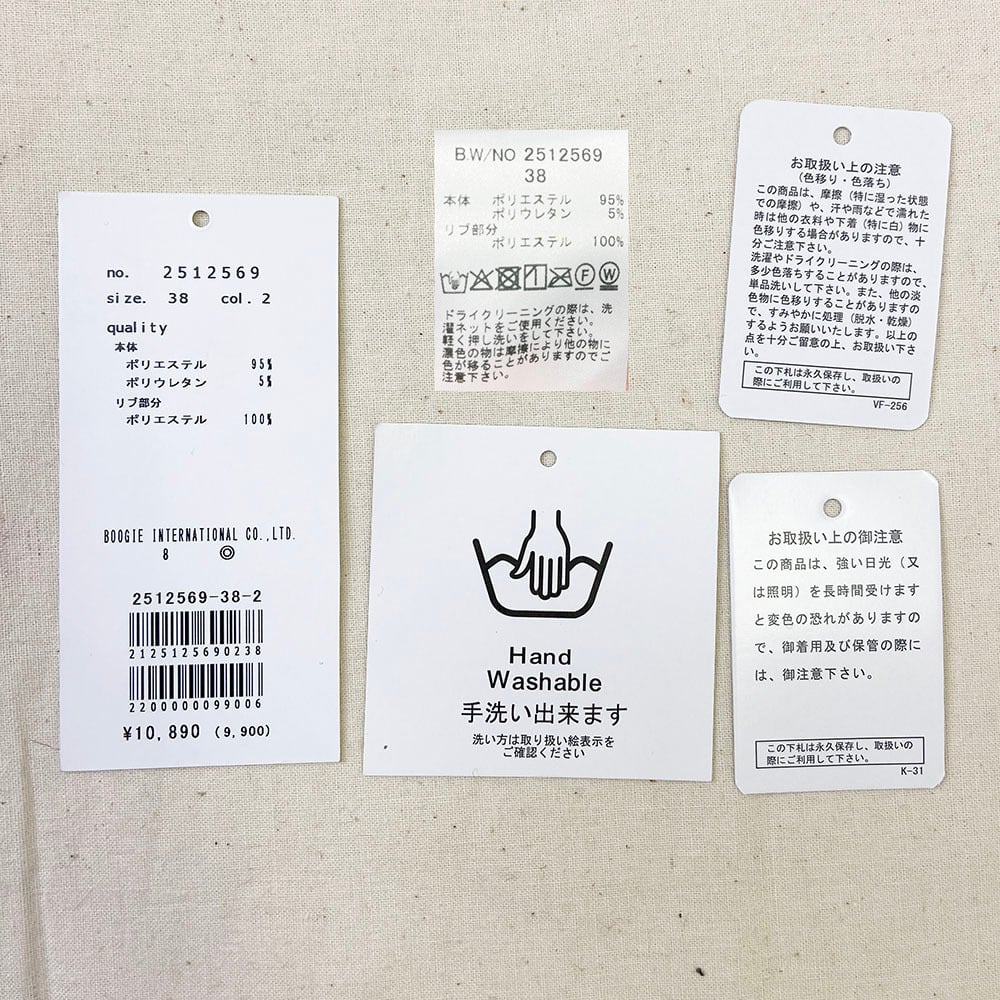 no. 2512569
size. 38 col. 2
quality
本体
ポリエステル 95%
ポリウレタン 5%
リブ部分
ポリエステル 100%
BOOGIE INTERNATIONAL CO.,LTD.
8 ◎
2512569-38-2
2125125690238
2200000099006
¥10,890 (9,900)
B.W/NO 2512569
38
本体 ポリエステル 95%
ポリウレタン 5%
リブ部分
ポリエステル 100%
F W
ドライクリーニングの際は、洗
濯ネットをご使用ください。
軽く押し洗いをして下さい。
濃色の物は摩擦により他の物に
色が移ることがありますのでご
注意下さい。
Hand
Washable
手洗い出来ます
洗い方は取り扱い絵表示を
ご確認ください
お取扱い上の注意
(色移り・色落ち)
この商品は、摩擦(特に湿った状態
での摩擦)や、汗や雨などで濡れた
時は他の衣料や下着(特に白)物に
色移りする場合がありますので、十
分ご注意下さい。
洗濯やドライクリーニングの際は、
多少色落ちすることがありますので、
単品洗いして下さい。また、他の淡
色物に色移りすることがありますの
で、すみやかに処理(脱水・乾燥)
するようお願いいたします。以上の
点を十分ご留意の上、お取扱い下さ
い。
この下札は永久保存し、取扱いの
際にご利用して下さい。
VF-256
お取扱い上の御注意
この商品は、強い日光(又
は照明)を長時間受けます
と変色の恐れがありますの
で、御着用及び保管の際に
は、御注意下さい。
この下札は永久保存し、取扱いの
際にご利用して下さい。
K-31